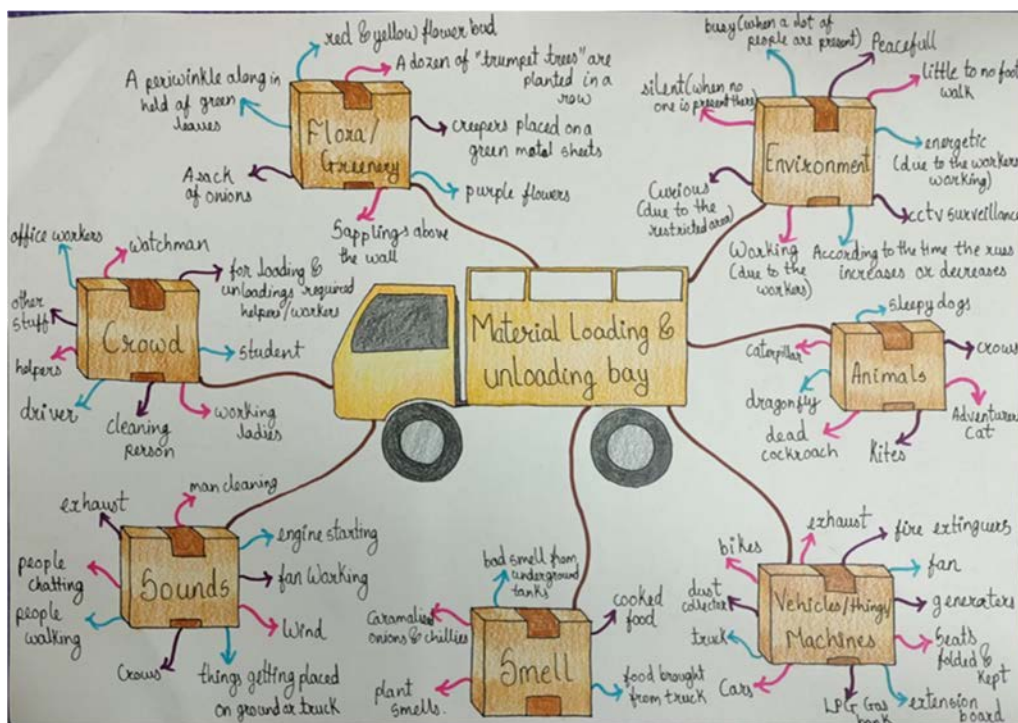 red & yellow flower bud
A dozen of "trumpet trees" are
planted in a
row
A periwinkle along in
held of green
leaves
Flora/
Greenery
creepers placed on a
green metal sheets
A sack
of onions
purple flowers
Sapplings above
the wall
busy (when a lot of
people are present)
Peacefull
silent (when no
one is present there)
little to no foot
walk
Environment
energetic
(due to the workers
working)
Curious
(due to the
restricted area)
cctv surveillance
Working
(due to the
workers)
According to the time the russ
increases or decreases
office workers
watchman
for loading &
unloadings required
helpers/workers
other
stuff
Crowd
student
helpers
driver
cleaning
person
working
ladies
Material Loading &
unloading bay
sleepy dogs
caterpillar
crows
Animals
dragonfly
Adventurer
cat
dead
cockroach
Kites
exhaust
man cleaning
engine starting
people
chatting
Sounds
fan working
people
walking
Wind
Crows
things getting placed
on ground or truck
bad smell from
underground
tanks
Caramalised
onions & chillies
cooked
food
Smell
plant
smells.
food brought
from truck
bikes
exhaust
fire extinguers
dust
collector
Vehicles/things/
Machines
fan
generaters
truck
Seats
folded &
kept
Cars
LPG Gas
extension
board